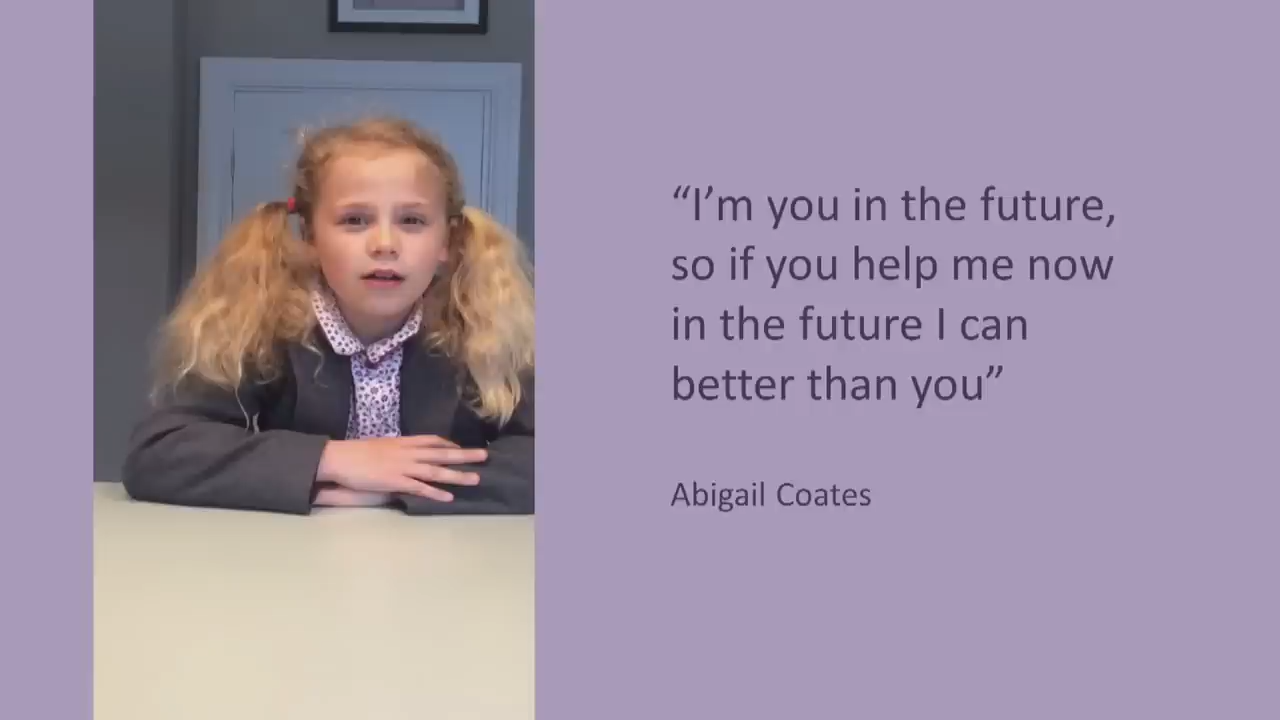 “I’m you in the future,
so if you help me now
in the future I can
better than you”
Abigail Coates